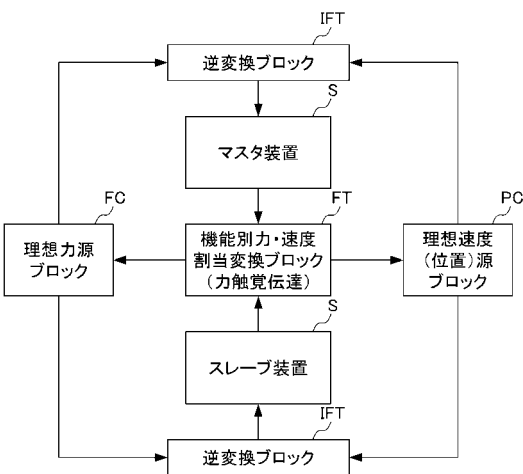 IFT
逆変換ブロック
S
マスタ装置
FC
FT
PC
理想力源
ブロック
機能別力・速度
割当変換ブロック
(力触覚伝達)
理想速度
(位置)源
ブロック
S
スレーブ装置
IFT
逆変換ブロック